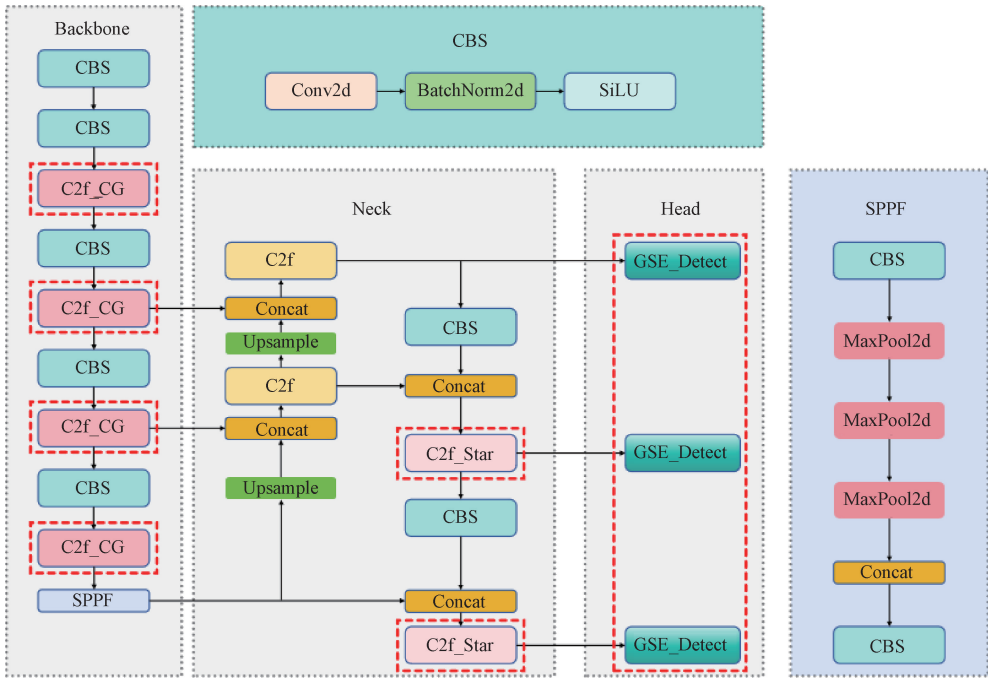 Backbone
CBS
CBS
C2f_CG
CBS
C2f_CG
CBS
C2f_CG
CBS
C2f_CG
SPPF
CBS
Conv2d
BatchNorm2d
SiLU
Neck
C2f
Concat
Upsample
C2f
Concat
Upsample
CBS
Concat
C2f_Star
CBS
Concat
C2f_Star
Head
GSE_Detect
GSE_Detect
GSE_Detect
SPPF
CBS
MaxPool2d
MaxPool2d
MaxPool2d
Concat
CBS